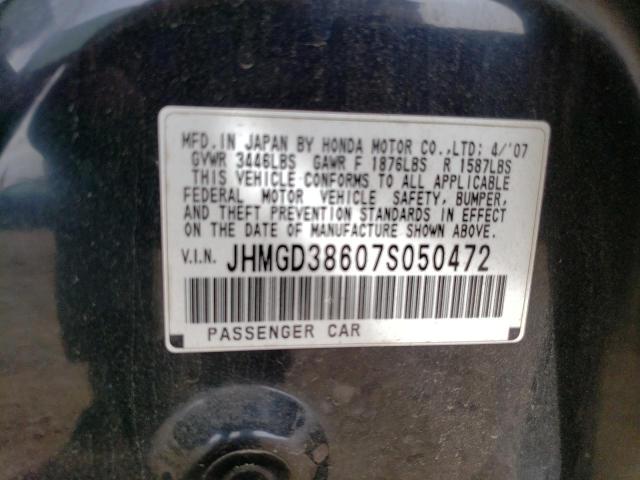 MFD. IN JAPAN BY HONDA MOTOR CO., LTD; 4/'07
GVWR 3446LBS GAWR F 1876LBS R 1587LBS
THIS VEHICLE CONFORMS TO ALL APPLICABLE
FEDERAL MOTOR VEHICLE SAFETY, BUMPER,
AND THEFT PREVENTION STANDARDS IN EFFECT
ON THE DATE OF MANUFACTURE SHOWN ABOVE.
V.I.N. JHMGD38607S050472
PASSENGER CAR